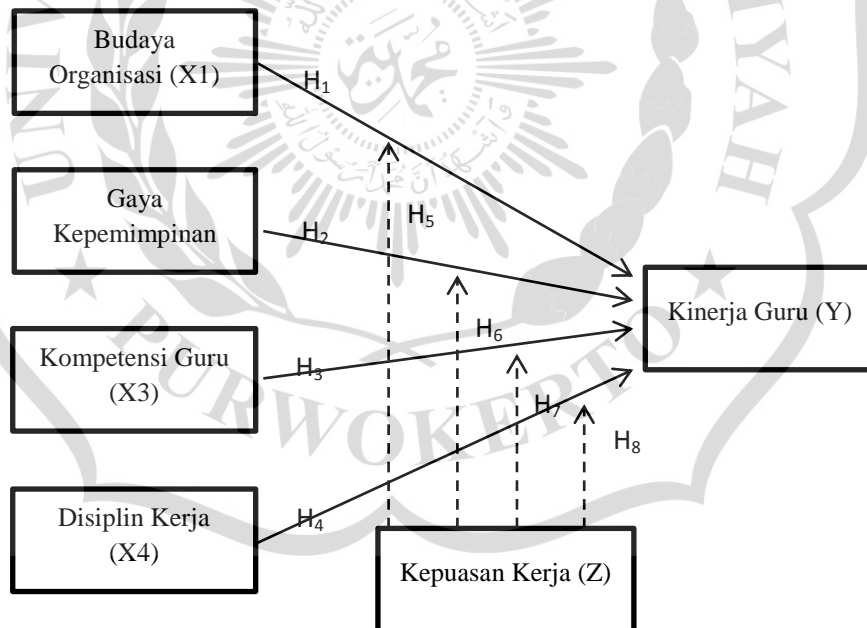 Budaya
Organisasi (X1)
H₁
Gaya
Kepemimpinan
H₂
H₅
Kinerja Guru (Y)
H₆
Kompetensi Guru
(X3)
H₃
H₇
H₈
Disiplin Kerja
(X4)
H₄
Kepuasan Kerja (Z)
PURWOKERTO